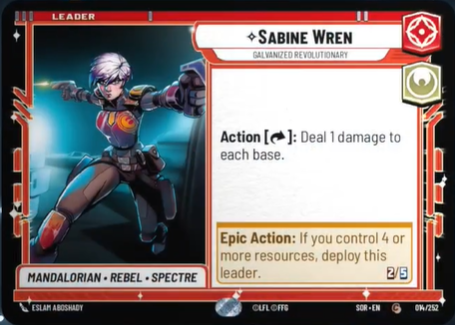 LEADER
SABINE WREN
GALVANIZED REVOLUTIONARY
Action [ ]: Deal 1 damage to
each base.
Epic Action: If you control 4 or
more resources, deploy this
leader.
2/5
MANDALORIAN • REBEL • SPECTRE
ESLAM ABOSHADY
©LFL ©FFG
SOR • EN
C
014/252